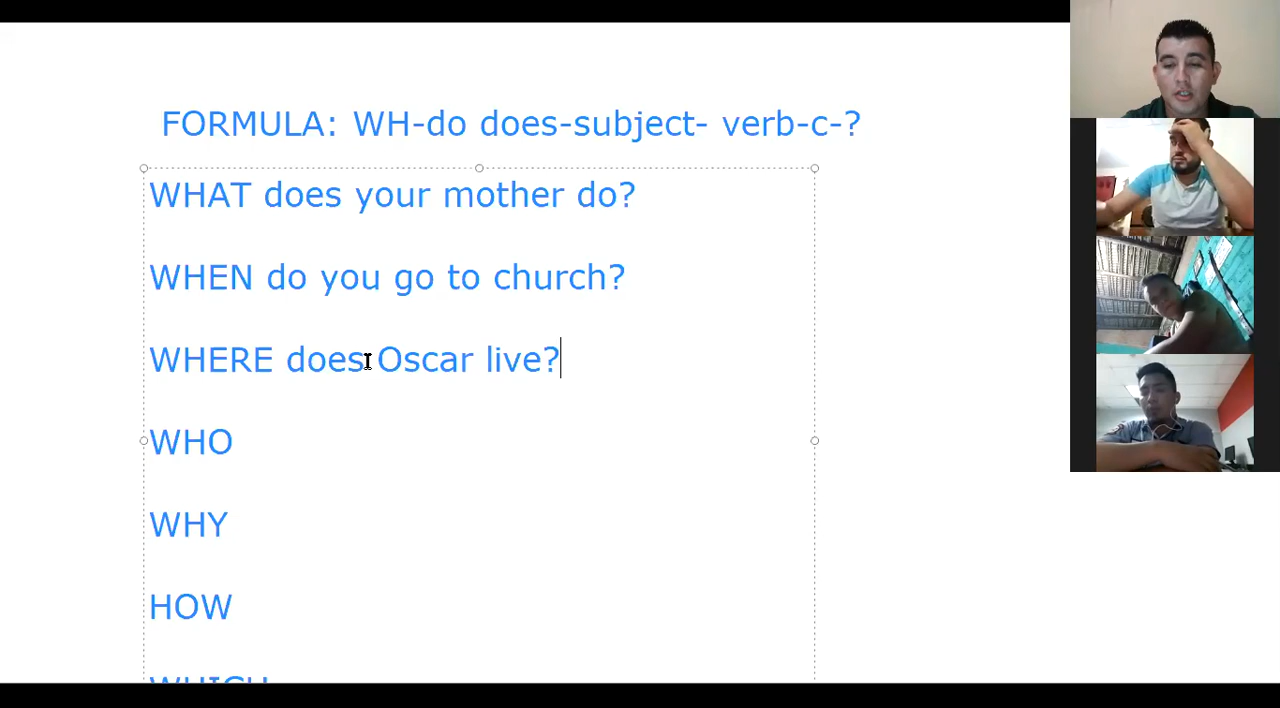 FORMULA: WH-do does-subject- verb-c-?
WHAT does your mother do?
WHEN do you go to church?
WHERE does Oscar live?
WHO
WHY
HOW
WHICH